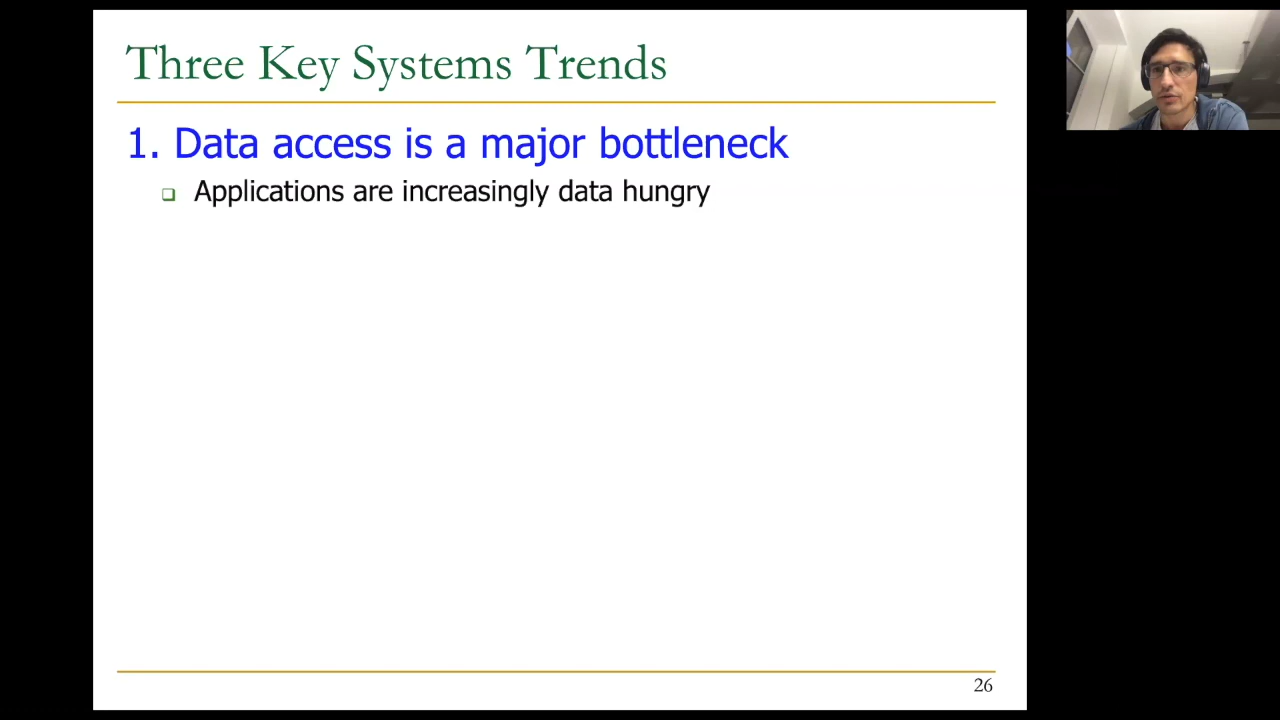 Three Key Systems Trends
1. Data access is a major bottleneck
Applications are increasingly data hungry
26